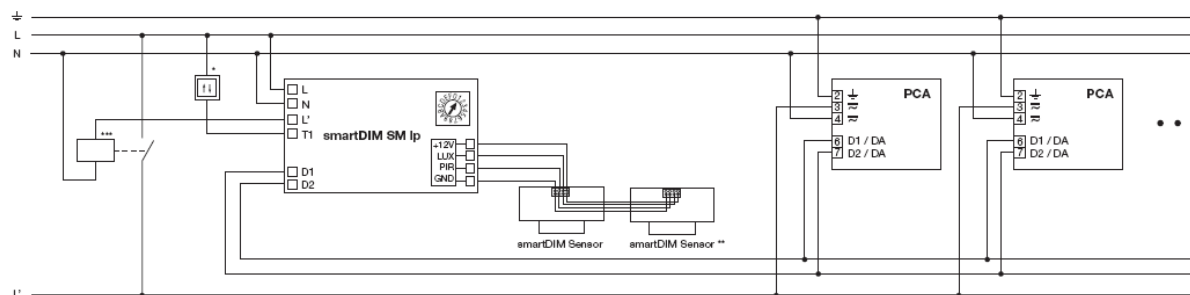 L
N
*
***
L
N
L'
T1
smartDIM SM lp
D1
D2
+12V
LUX
PIR
GND
smartDIM Sensor
smartDIM Sensor **
PCA
2
3
4
6 D1 / DA
7 D2 / DA
PCA
2
3
4
6 D1 / DA
7 D2 / DA
L'